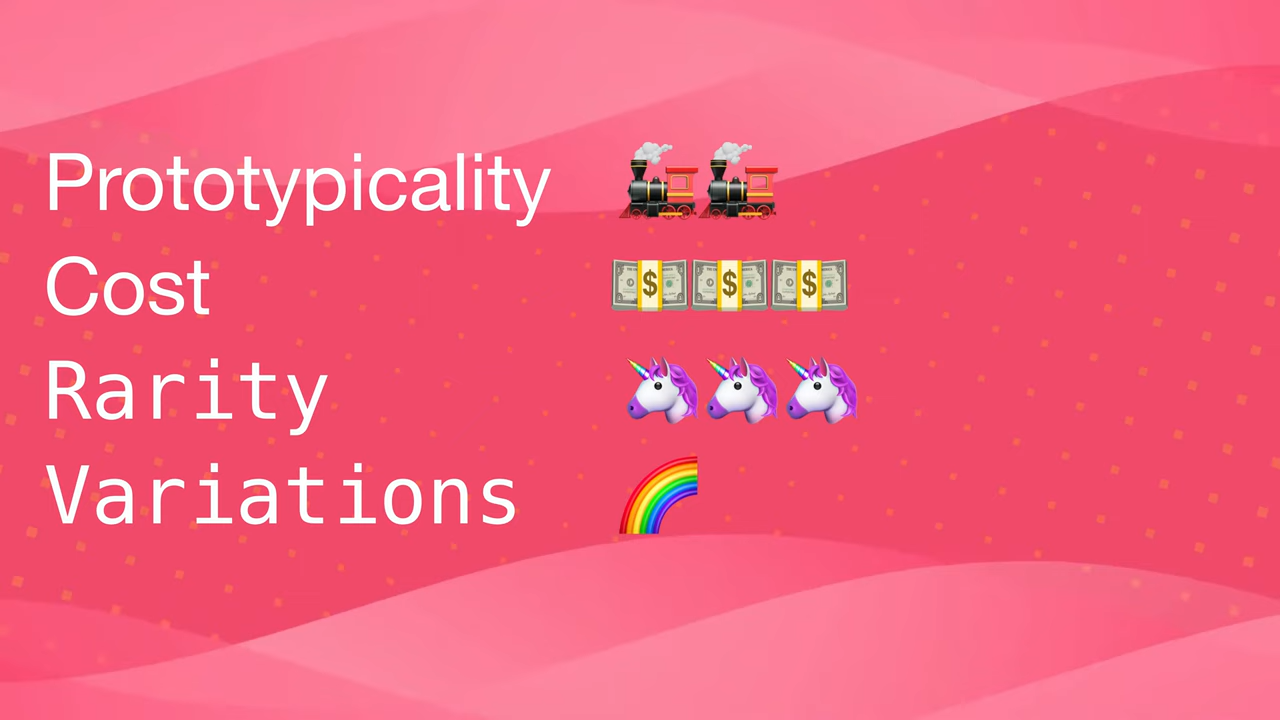 Prototypicality 🚂🚂
Cost 💵💵💵
Rarity 🦄🦄🦄
Variations 🌈